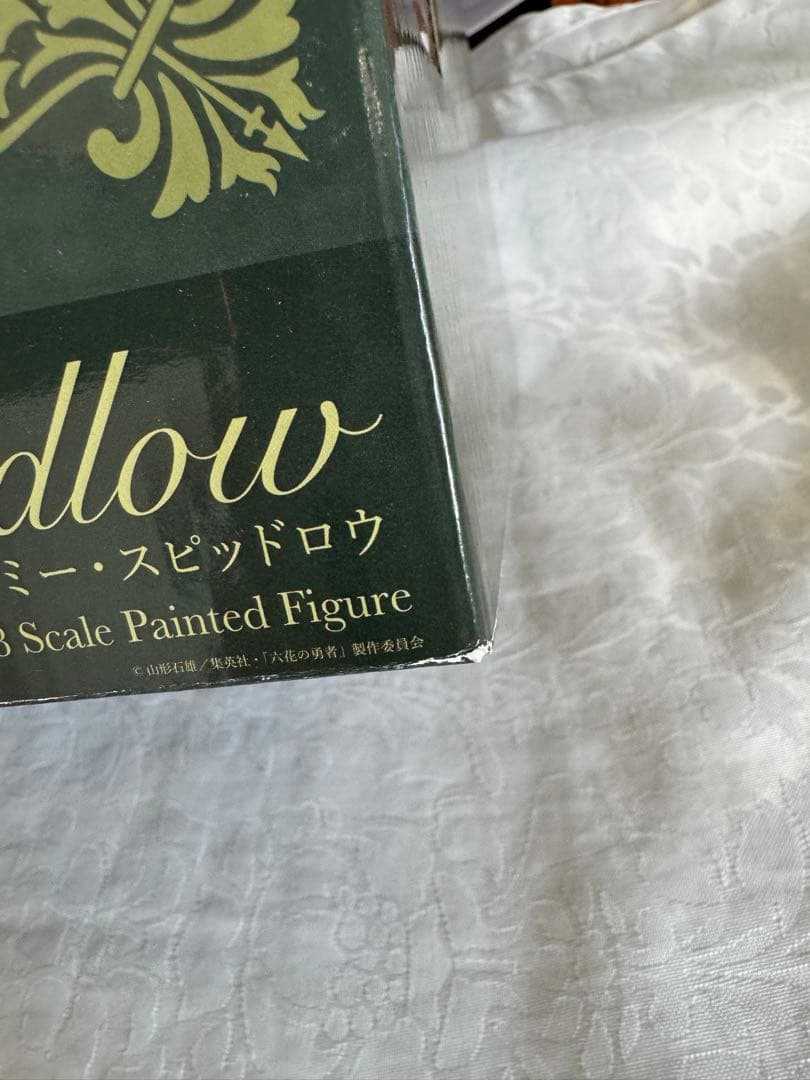 dlow
ミー・スピッドロウ
8 Scale Painted Figure
© 山形石雄／集英社・「六花の勇者」製作委員会